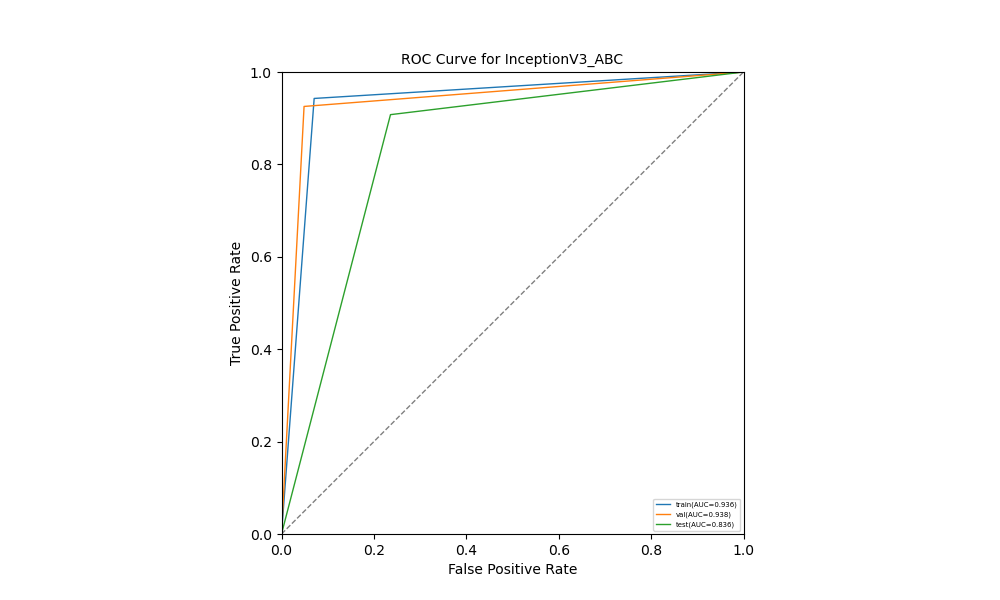 ROC Curve for InceptionV3_ABC
1.0
0.8
0.6
0.4
0.2
0.0
True Positive Rate
train(AUC=0.936)
val(AUC=0.938)
test(AUC=0.836)
0.0 0.2 0.4 0.6 0.8 1.0
False Positive Rate